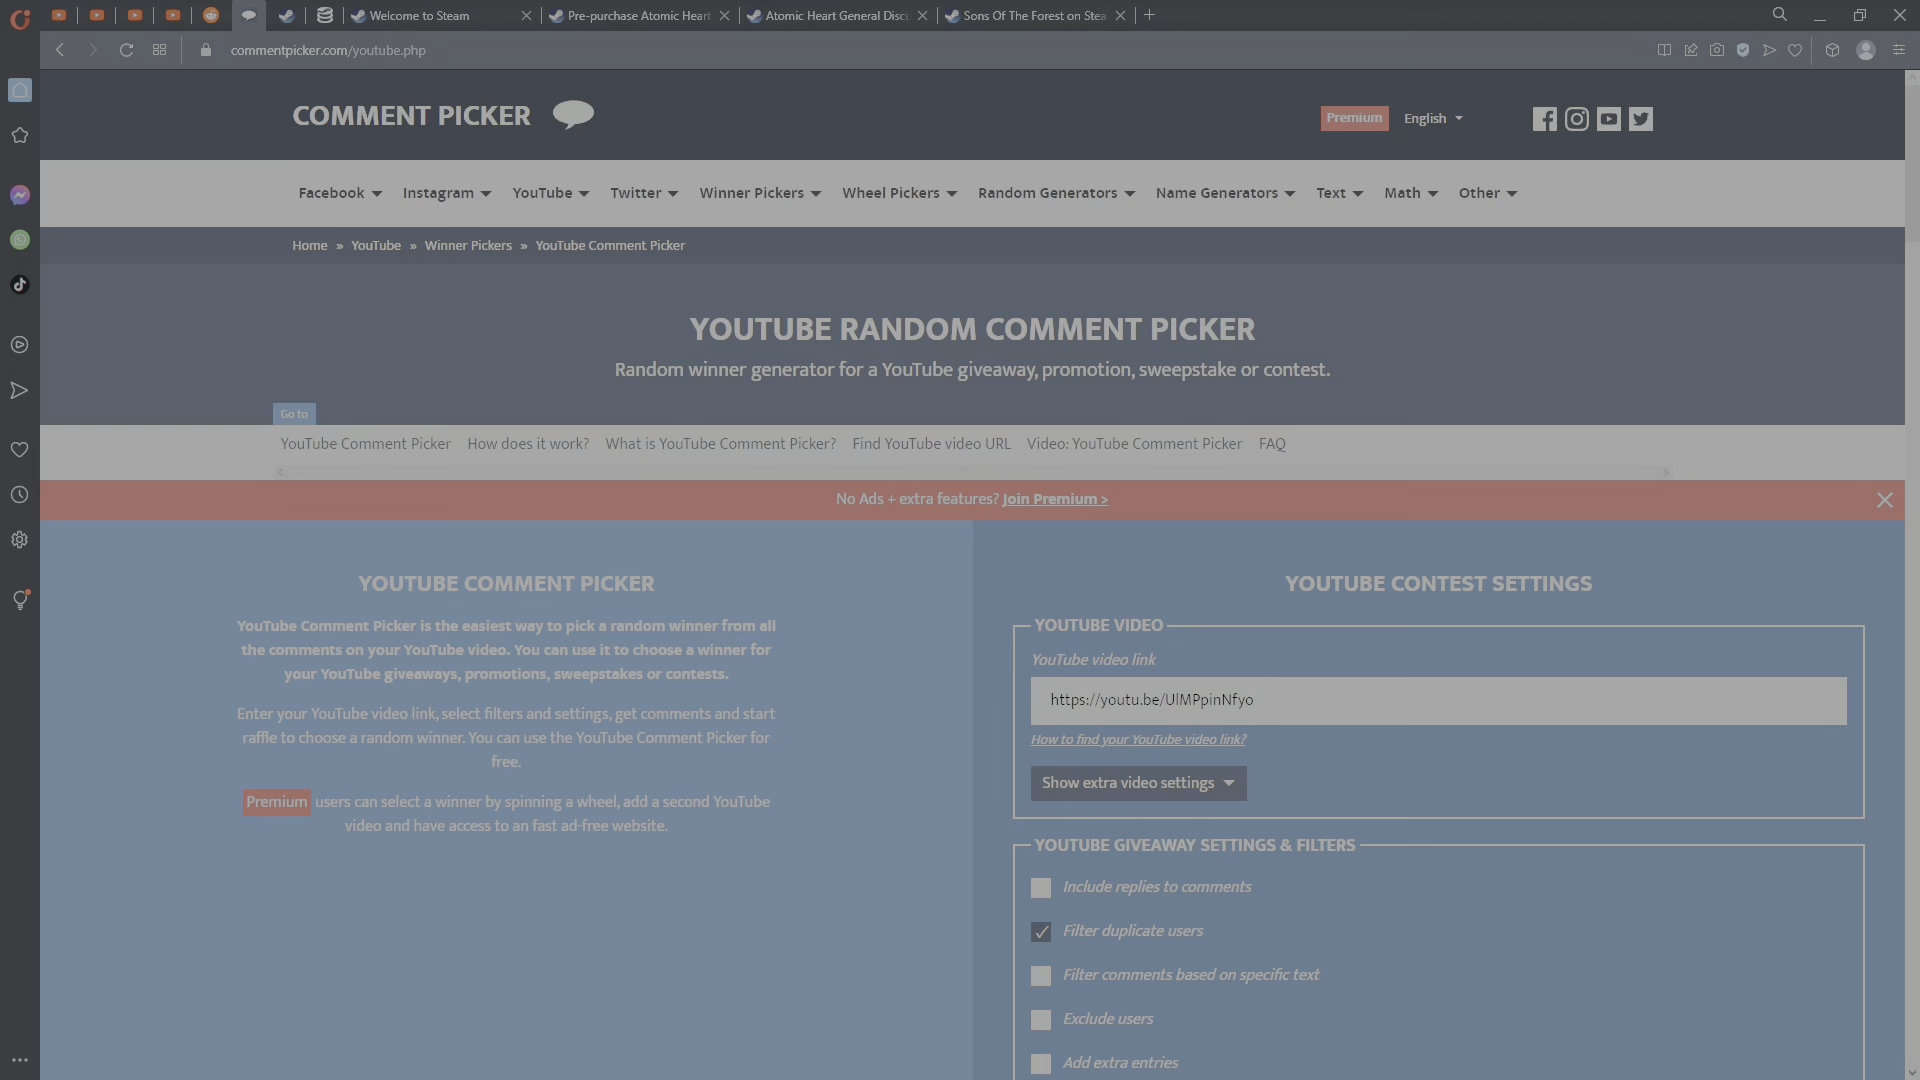 Welcome to Steam
Pre-purchase Atomic Heart
Atomic Heart General Discu
Sons Of The Forest on Stea
commentpicker.com/youtube.php
COMMENT PICKER
Premium
English
Facebook
Instagram
YouTube
Twitter
Winner Pickers
Wheel Pickers
Random Generators
Name Generators
Text
Math
Other
Home » YouTube » Winner Pickers » YouTube Comment Picker
YOUTUBE RANDOM COMMENT PICKER
Random winner generator for a YouTube giveaway, promotion, sweepstake or contest.
Go to
YouTube Comment Picker
How does it work?
What is YouTube Comment Picker?
Find YouTube video URL
Video: YouTube Comment Picker
FAQ
No Ads + extra features? Join Premium >
YOUTUBE COMMENT PICKER
YouTube Comment Picker is the easiest way to pick a random winner from all
the comments on your YouTube video. You can use it to choose a winner for
your YouTube giveaways, promotions, sweepstakes or contests.
Enter your YouTube video link, select filters and settings, get comments and start
raffle to choose a random winner. You can use the YouTube Comment Picker for
free.
Premium users can select a winner by spinning a wheel, add a second YouTube
video and have access to an fast ad-free website.
YOUTUBE CONTEST SETTINGS
YOUTUBE VIDEO
YouTube video link
https://youtu.be/UlMPpinNfyo
How to find your YouTube video link?
Show extra video settings
YOUTUBE GIVEAWAY SETTINGS & FILTERS
Include replies to comments
Filter duplicate users
Filter comments based on specific text
Exclude users
Add extra entries